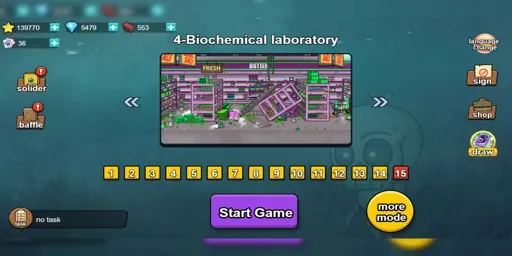 139770
5479
553
36
4-Biochemical laboratory
language
change
FRESH
BUTTER
solider
sign
baffle
shop
draw
1 2 3 4 5 6 7 8 9 10 11 12 13 14 15
task
no task
Start Game
more
mode